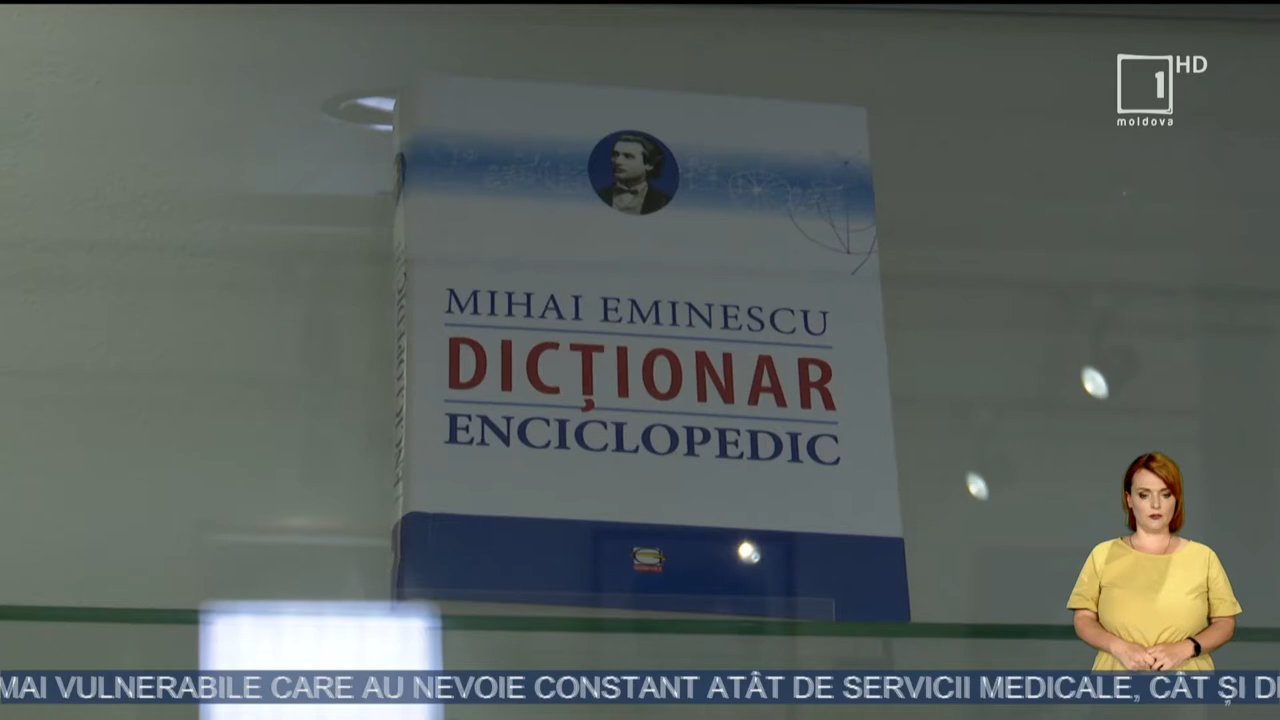 HD
1
moldova
MIHAI EMINESCU
DICȚIONAR
ENCICLOPEDIC
MAI VULNERABILE CARE AU NEVOIE CONSTANT ATÂT DE SERVICII MEDICALE, CÂT ȘI DE